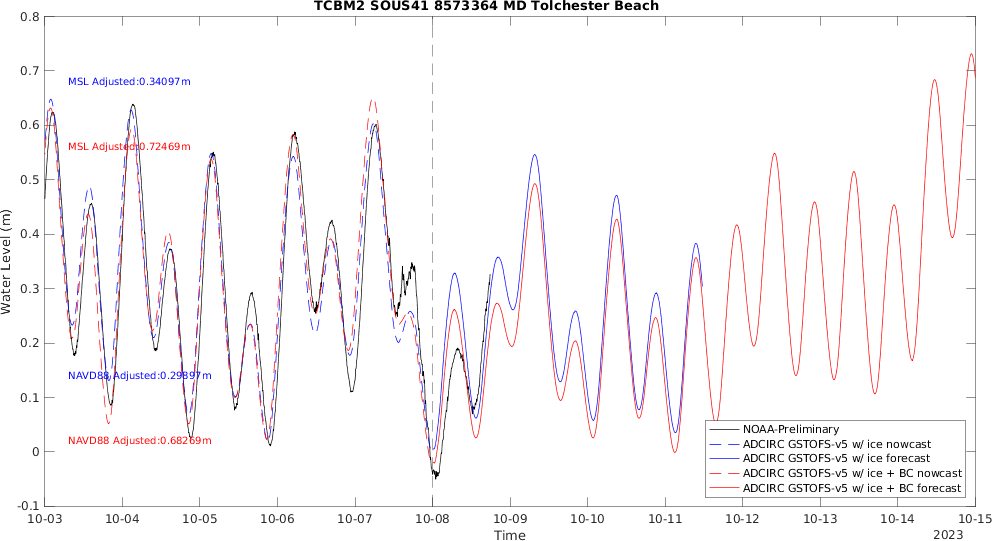 TCBM2 SOUS41 8573364 MD Tolchester Beach
Water Level (m)
0.8
0.7
0.6
0.5
0.4
0.3
0.2
0.1
0
-0.1
MSL Adjusted:0.34097m
MSL Adjusted:0.72469m
NAVD88 Adjusted:0.29897m
NAVD88 Adjusted:0.68269m
NOAA-Preliminary
ADCIRC GSTOFS-v5 w/ ice nowcast
ADCIRC GSTOFS-v5 w/ ice forecast
ADCIRC GSTOFS-v5 w/ ice + BC nowcast
ADCIRC GSTOFS-v5 w/ ice + BC forecast
10-03 10-04 10-05 10-06 10-07 10-08 10-09 10-10 10-11 10-12 10-13 10-14 10-15
Time
2023